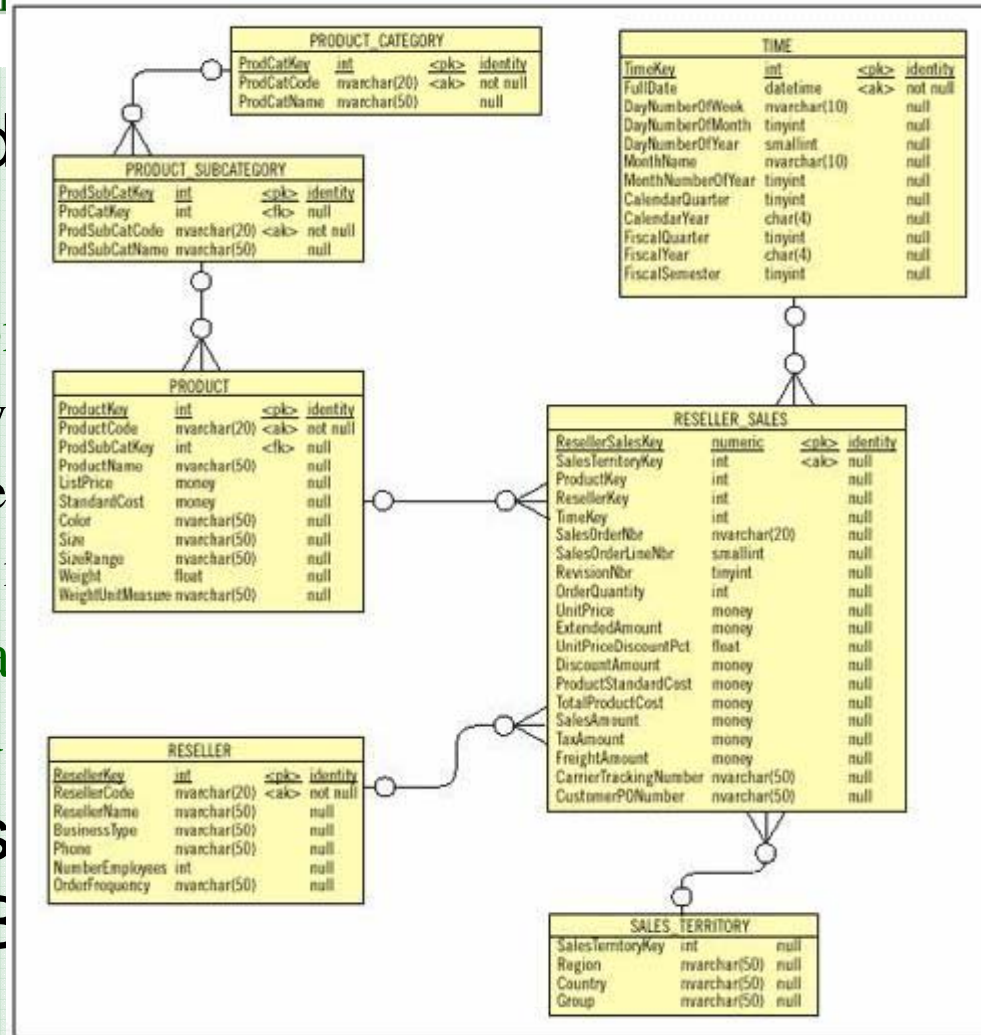 PRODUCT_CATEGORY
ProdCatKey int <pk> identity
ProdCatCode nvarchar(20) <ak> not null
ProdCatName nvarchar(50) null
TIME
TimeKey int <pk> identity
FullDate datetime <ak> not null
DayNumberOfWeek nvarchar(10) null
DayNumberOfMonth tinyint null
DayNumberOfYear smallint null
MonthName nvarchar(10) null
MonthNumberOfYear tinyint null
CalendarQuarter tinyint null
CalendarYear char(4) null
FiscalQuarter tinyint null
FiscalYear char(4) null
FiscalSemester tinyint null
PRODUCT_SUBCATEGORY
ProdSubCatKey int <pk> identity
ProdCatKey int <fk> null
ProdSubCatCode nvarchar(20) <ak> not null
ProdSubCatName nvarchar(50) null
PRODUCT
ProductKey int <pk> identity
ProductCode nvarchar(20) <ak> not null
ProdSubCatKey int <fk> null
ProductName nvarchar(50) null
ListPrice money null
StandardCost money null
Color nvarchar(50) null
Size nvarchar(50) null
SizeRange nvarchar(50) null
Weight float null
WeightUnitMeasure nvarchar(50) null
RESELLER_SALES
ResellerSalesKey numeric <pk> identity
SalesTerritoryKey int <ak> null
ProductKey int null
ResellerKey int null
TimeKey int null
SalesOrderNbr nvarchar(20) null
SalesOrderLineNbr smallint null
RevisionNbr tinyint null
OrderQuantity int null
UnitPrice money null
ExtendedAmount money null
UnitPriceDiscountPct float null
DiscountAmount money null
ProductStandardCost money null
TotalProductCost money null
SalesAmount money null
TaxAmount money null
FreightAmount money null
CarrierTrackingNumber nvarchar(50) null
CustomerPONumber nvarchar(50) null
RESELLER
ResellerKey int <pk> identity
ResellerCode nvarchar(20) <ak> not null
ResellerName nvarchar(50) null
BusinessType nvarchar(50) null
Phone nvarchar(50) null
NumberEmployees int null
OrderFrequency nvarchar(50) null
SALES_TERRITORY
SalesTerritoryKey int null
Region nvarchar(50) null
Country nvarchar(50) null
Group nvarchar(50) null